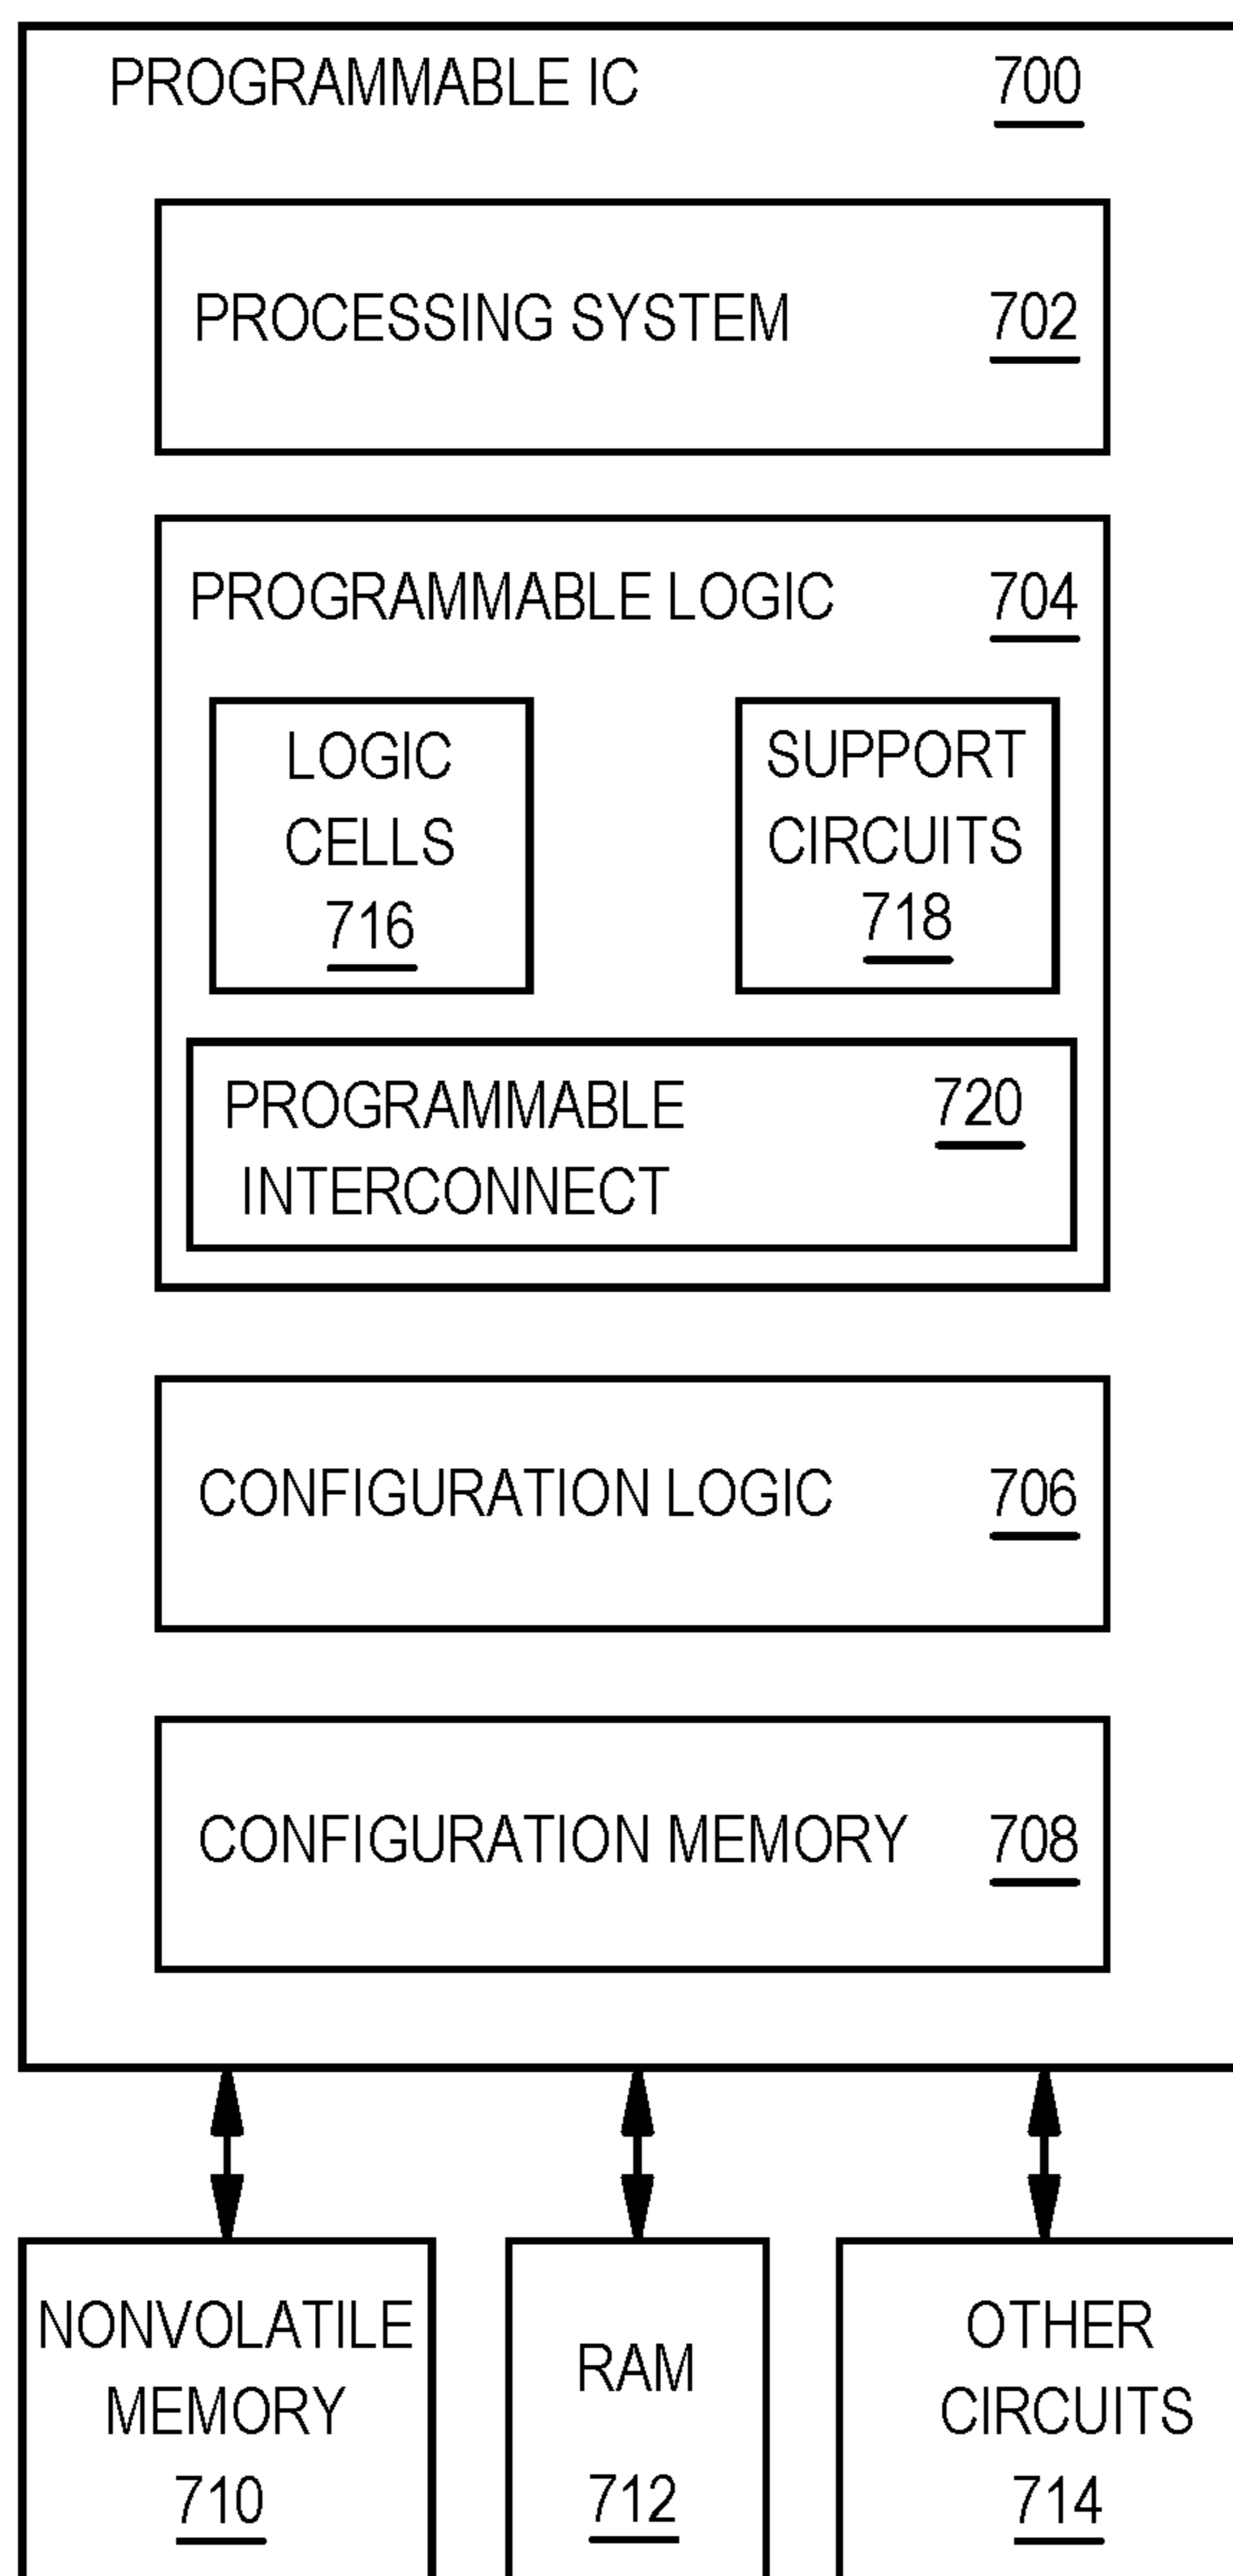 PROGRAMMABLE IC 700
PROCESSING SYSTEM 702
PROGRAMMABLE LOGIC 704
LOGIC
CELLS
716
SUPPORT
CIRCUITS
718
PROGRAMMABLE 720
INTERCONNECT
CONFIGURATION LOGIC 706
CONFIGURATION MEMORY 708
NONVOLATILE
MEMORY
710
RAM
712
OTHER
CIRCUITS
714